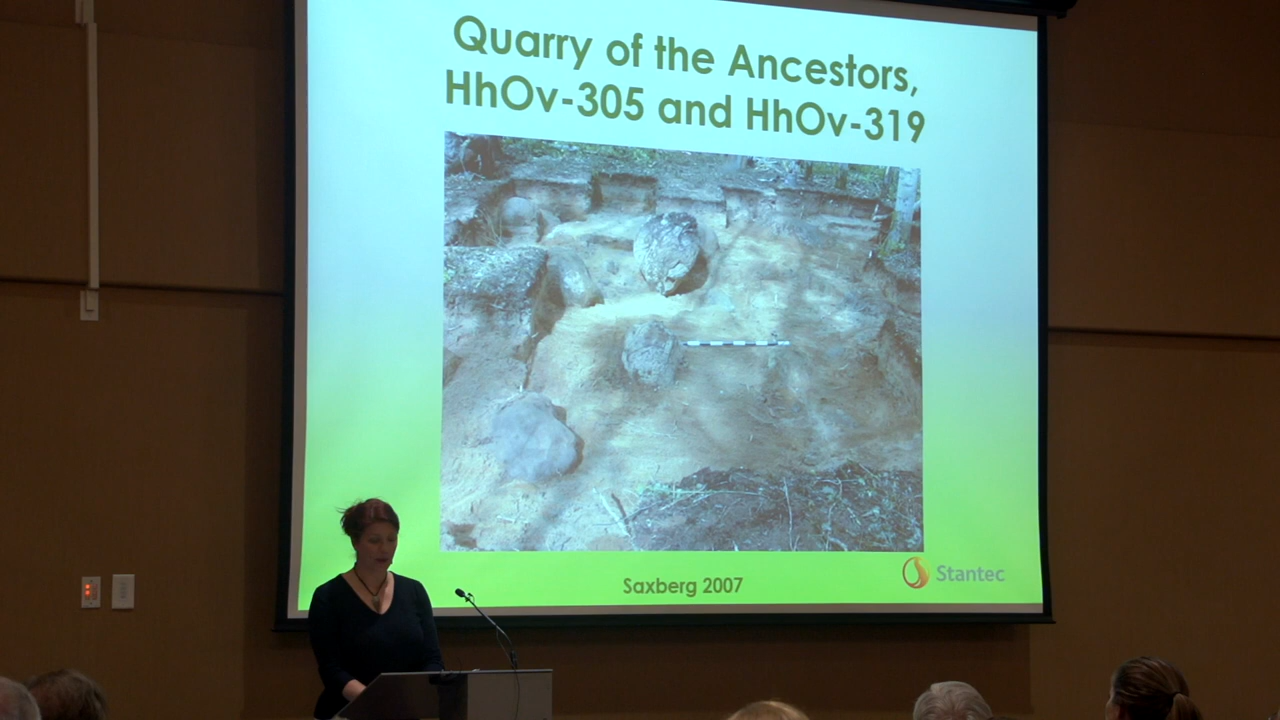 Quarry of the Ancestors,
HhOv-305 and HhOv-319
Saxberg 2007
Stantec